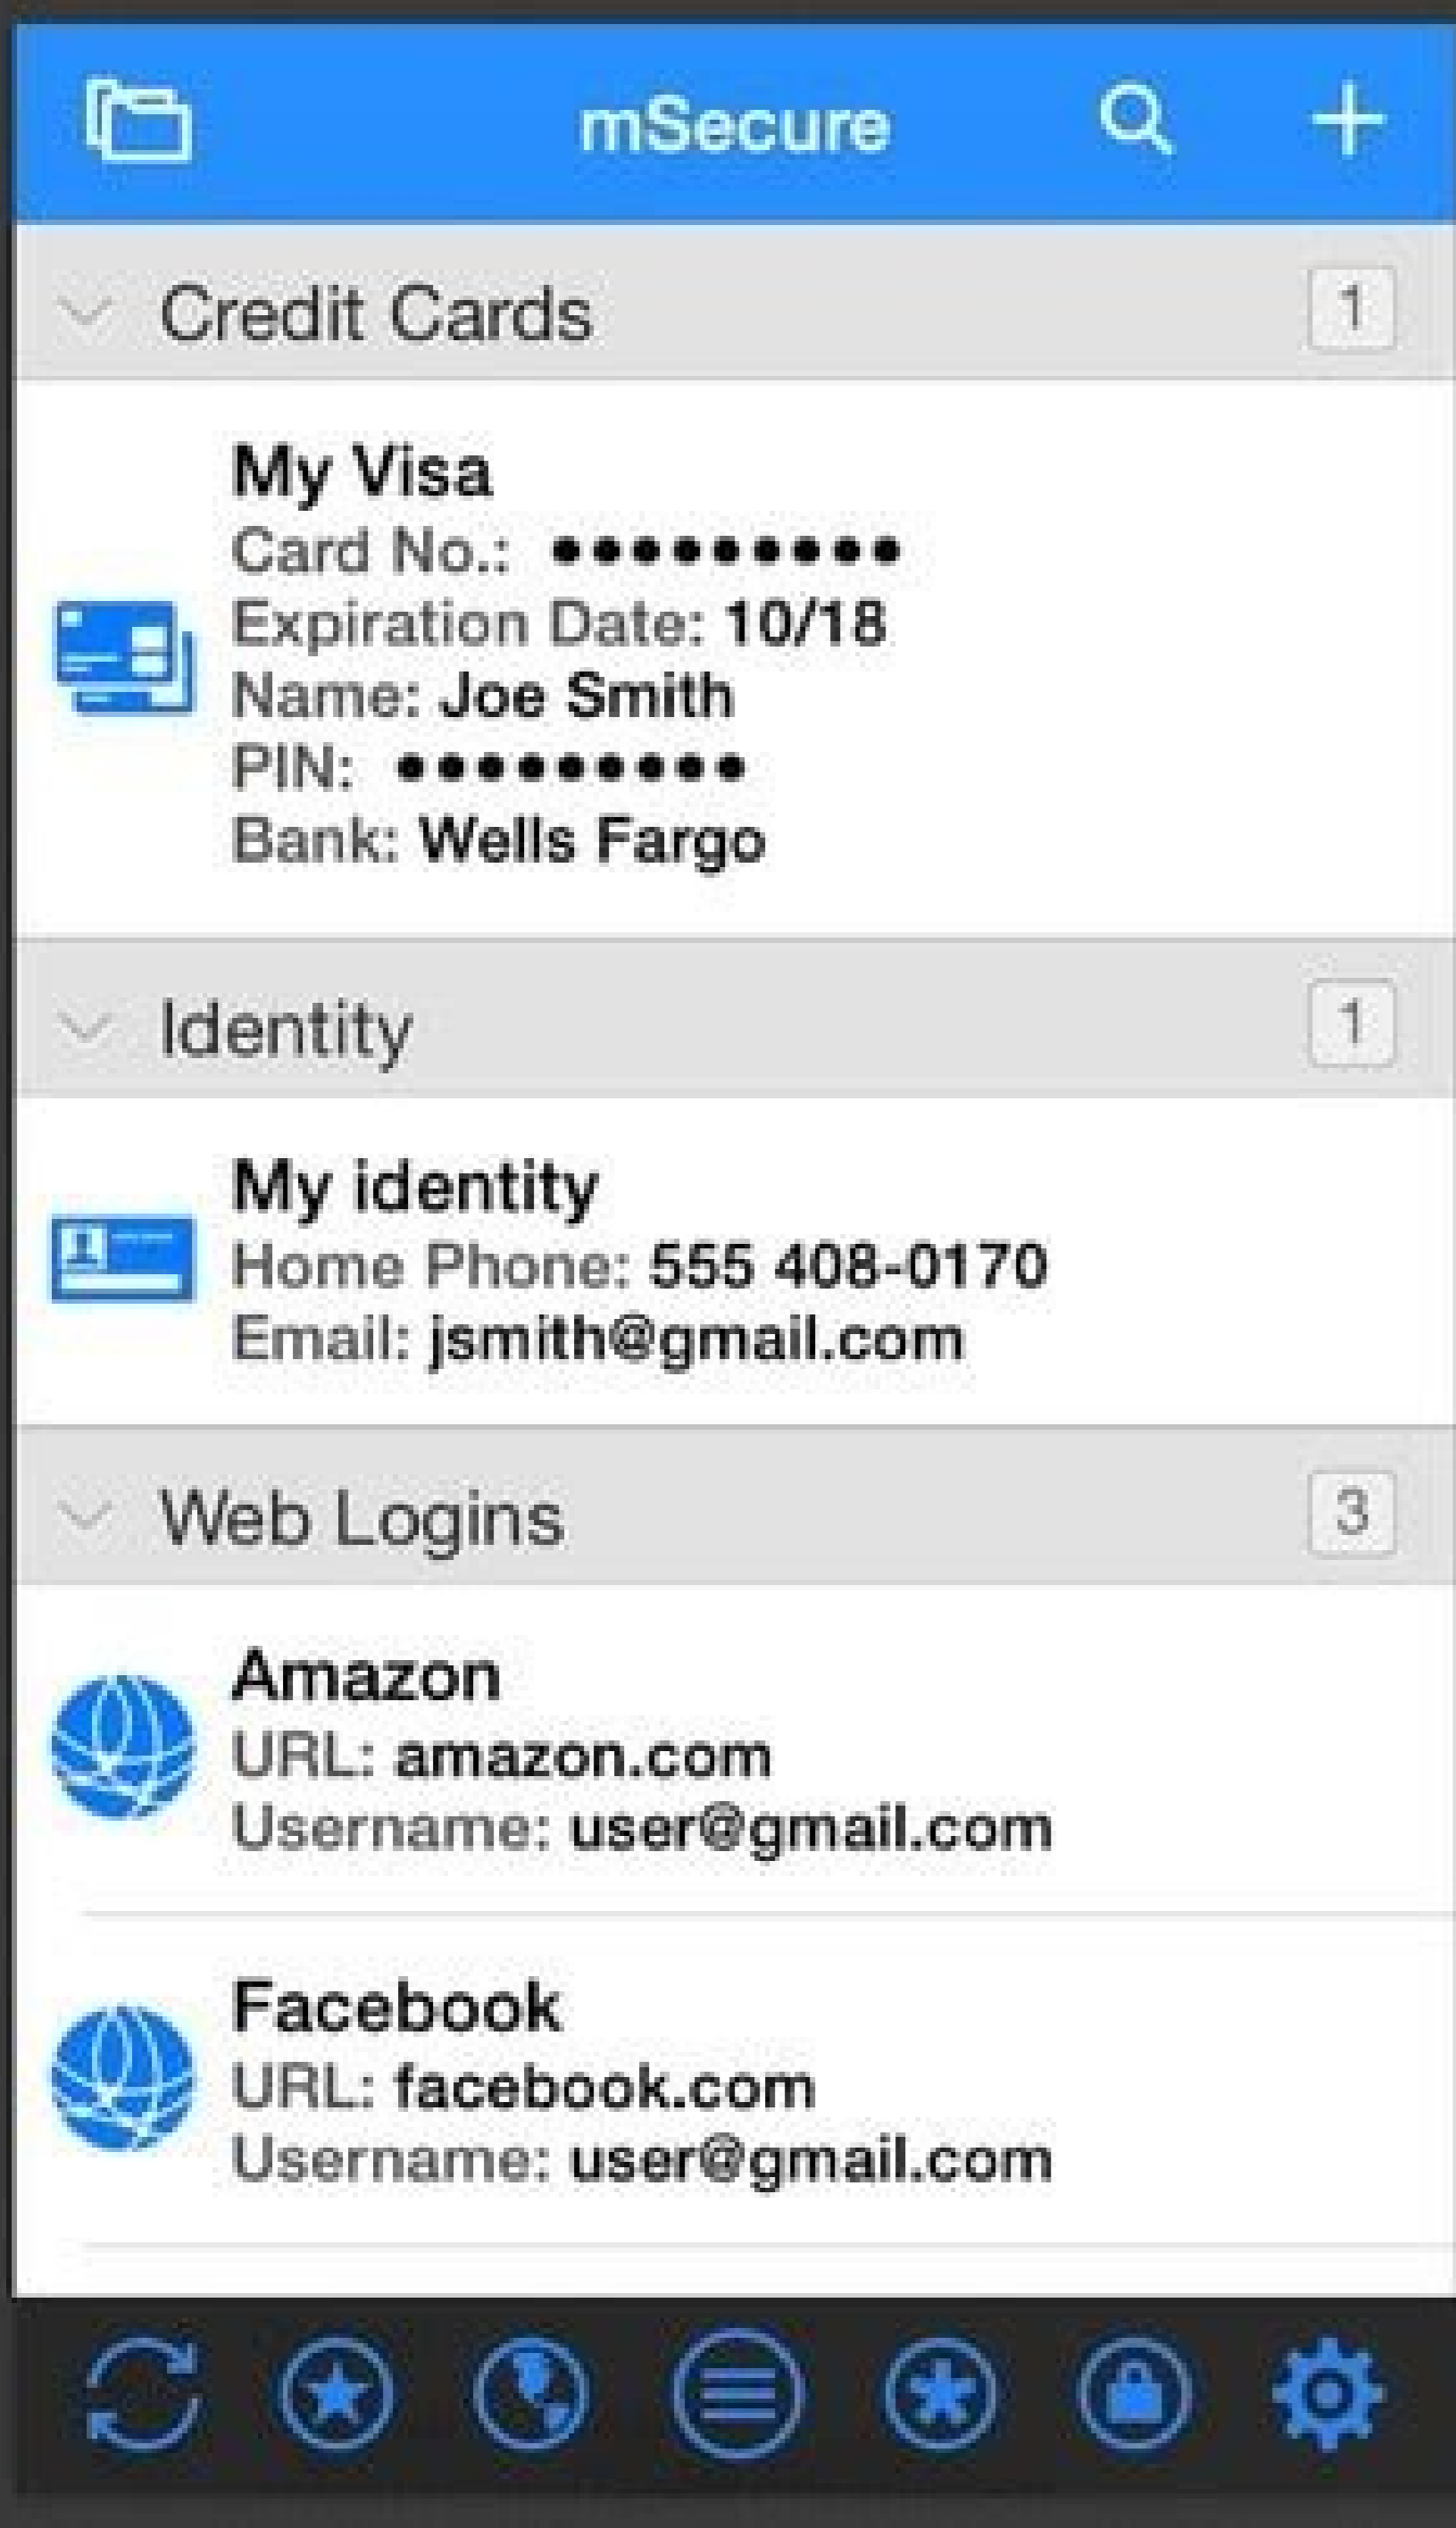 mSecure
Credit Cards 1
My Visa
Card No.: •••••••••
Expiration Date: 10/18
Name: Joe Smith
PIN: •••••••••
Bank: Wells Fargo
Identity 1
My identity
Home Phone: 555 408-0170
Email: jsmith@gmail.com
Web Logins 3
Amazon
URL: amazon.com
Username: user@gmail.com
Facebook
URL: facebook.com
Username: user@gmail.com